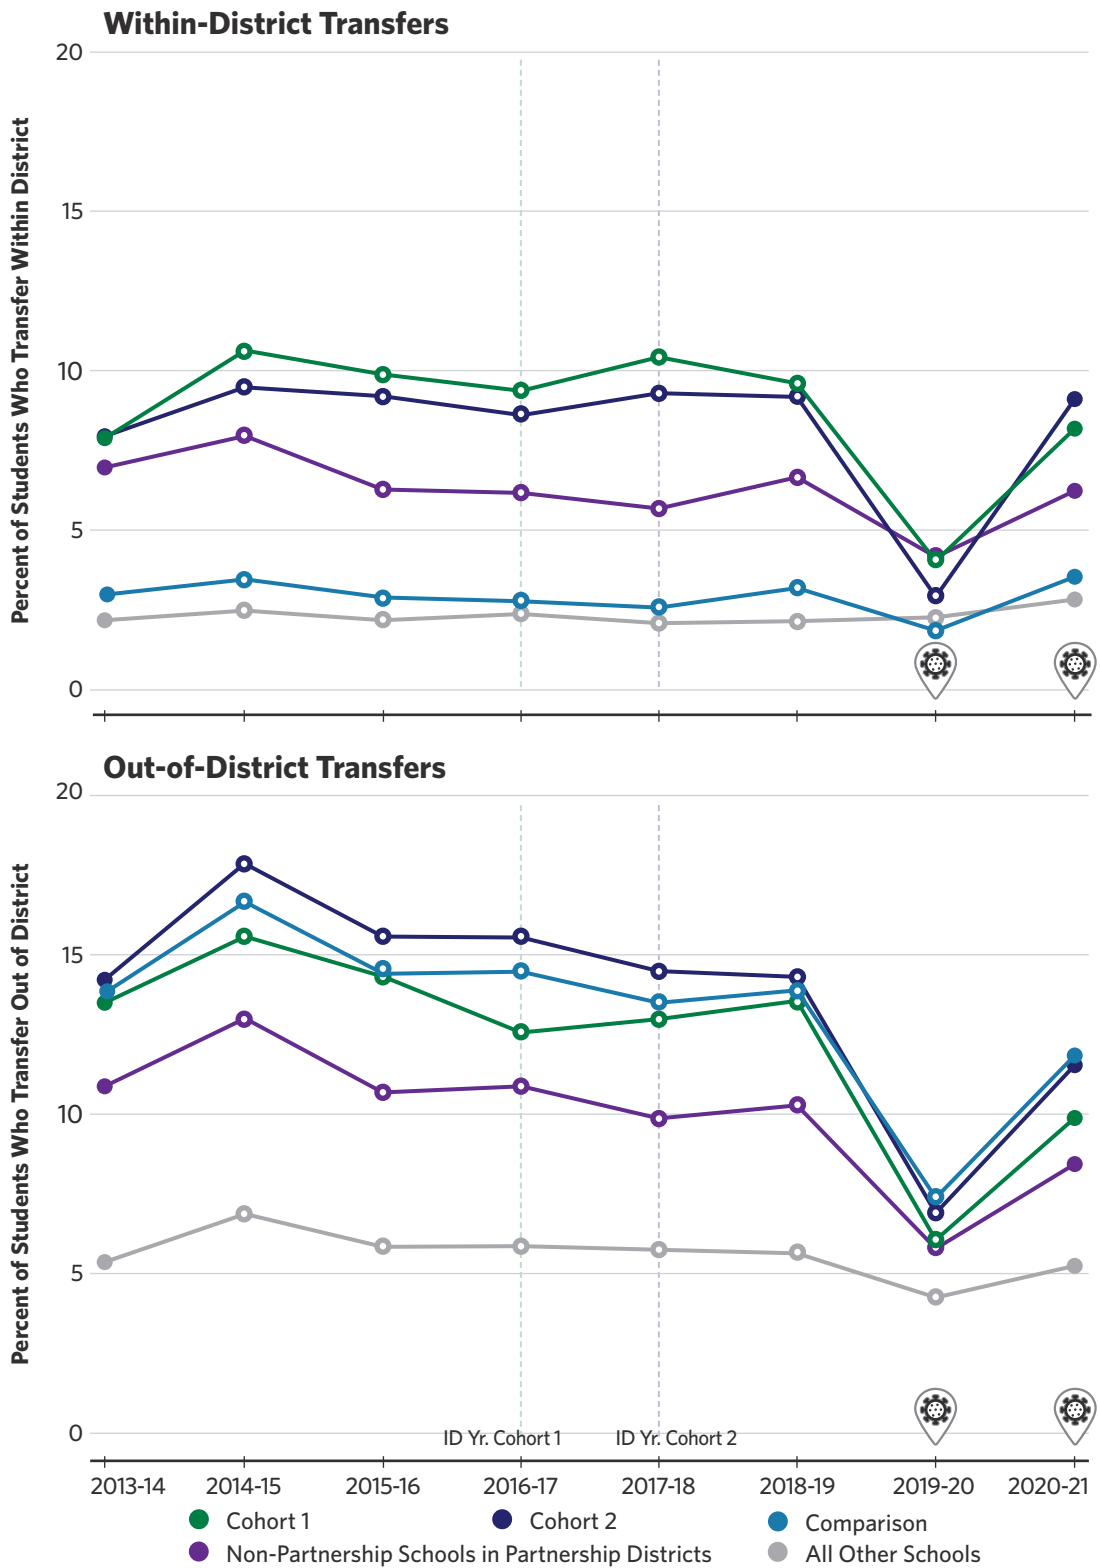 Within-District Transfers
Percent of Students Who Transfer Within District
20
15
10
5
0
Out-of-District Transfers
Percent of Students Who Transfer Out of District
20
15
10
5
0
ID Yr. Cohort 1 ID Yr. Cohort 2
2013-14 2014-15 2015-16 2016-17 2017-18 2018-19 2019-20 2020-21
Cohort 1 Cohort 2 Comparison
Non-Partnership Schools in Partnership Districts All Other Schools